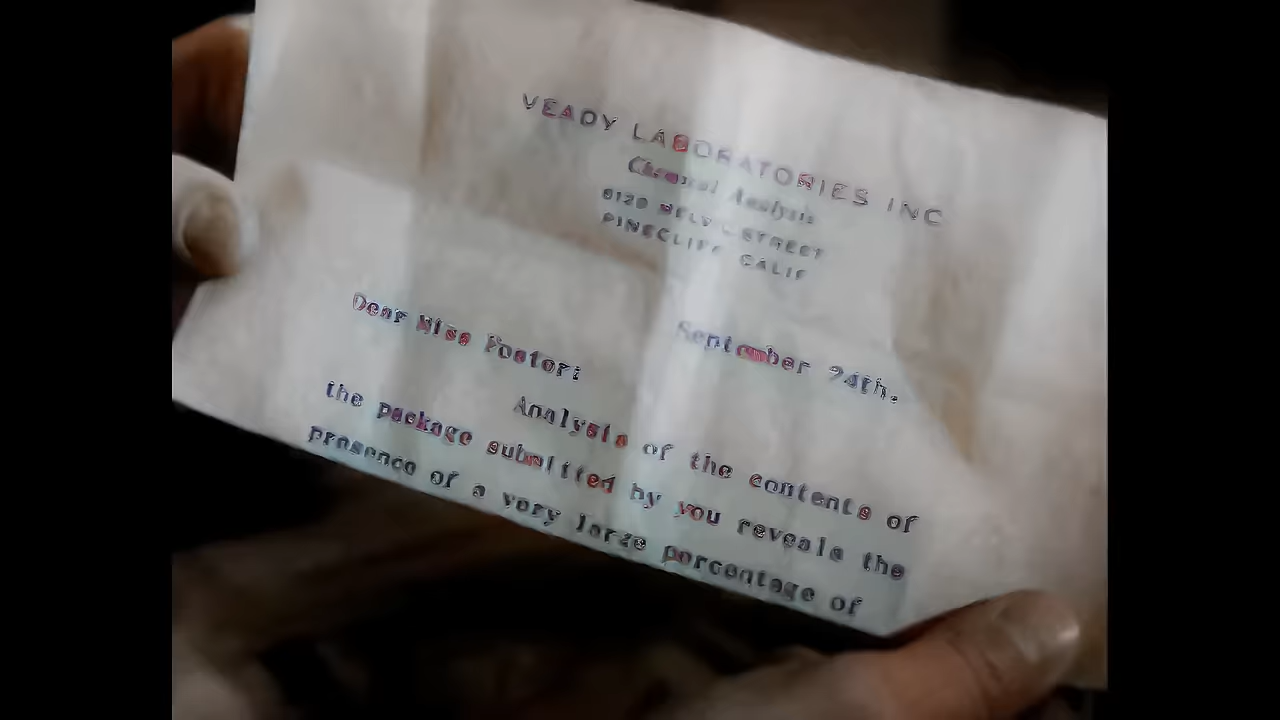 VEADY LABORATORIES INC
Chemical Analysis
STREET
PINECLIFF CALIF
September 24th.
Dear Miss Foster:
Analysis of the contents of
the package submitted by you reveals the
presence of a very large percentage of